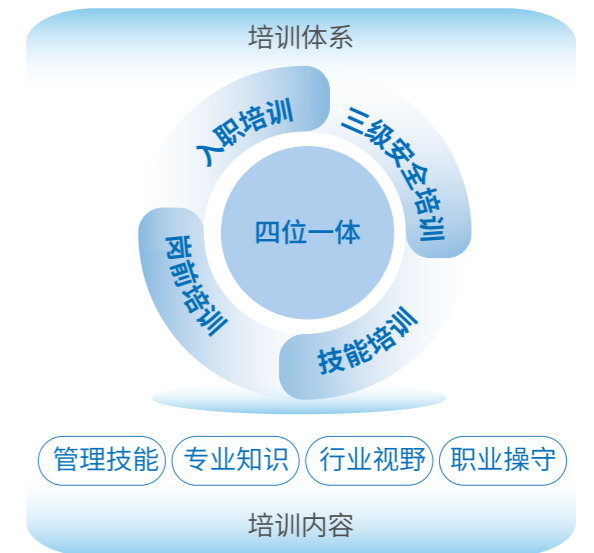 培训体系
入职培训
三级安全培训
四位一体
岗前培训
技能培训
管理技能 专业知识 行业视野 职业操守
培训内容